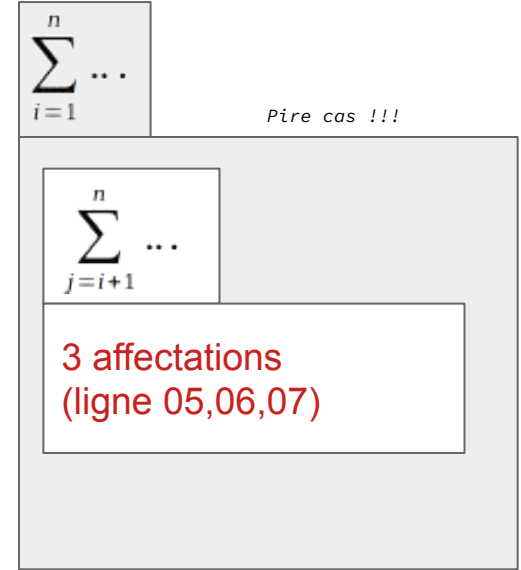 n
∑ ...
i=1
Pire cas !!!
n
∑ ...
j=i+1
3 affectations
(ligne 05,06,07)